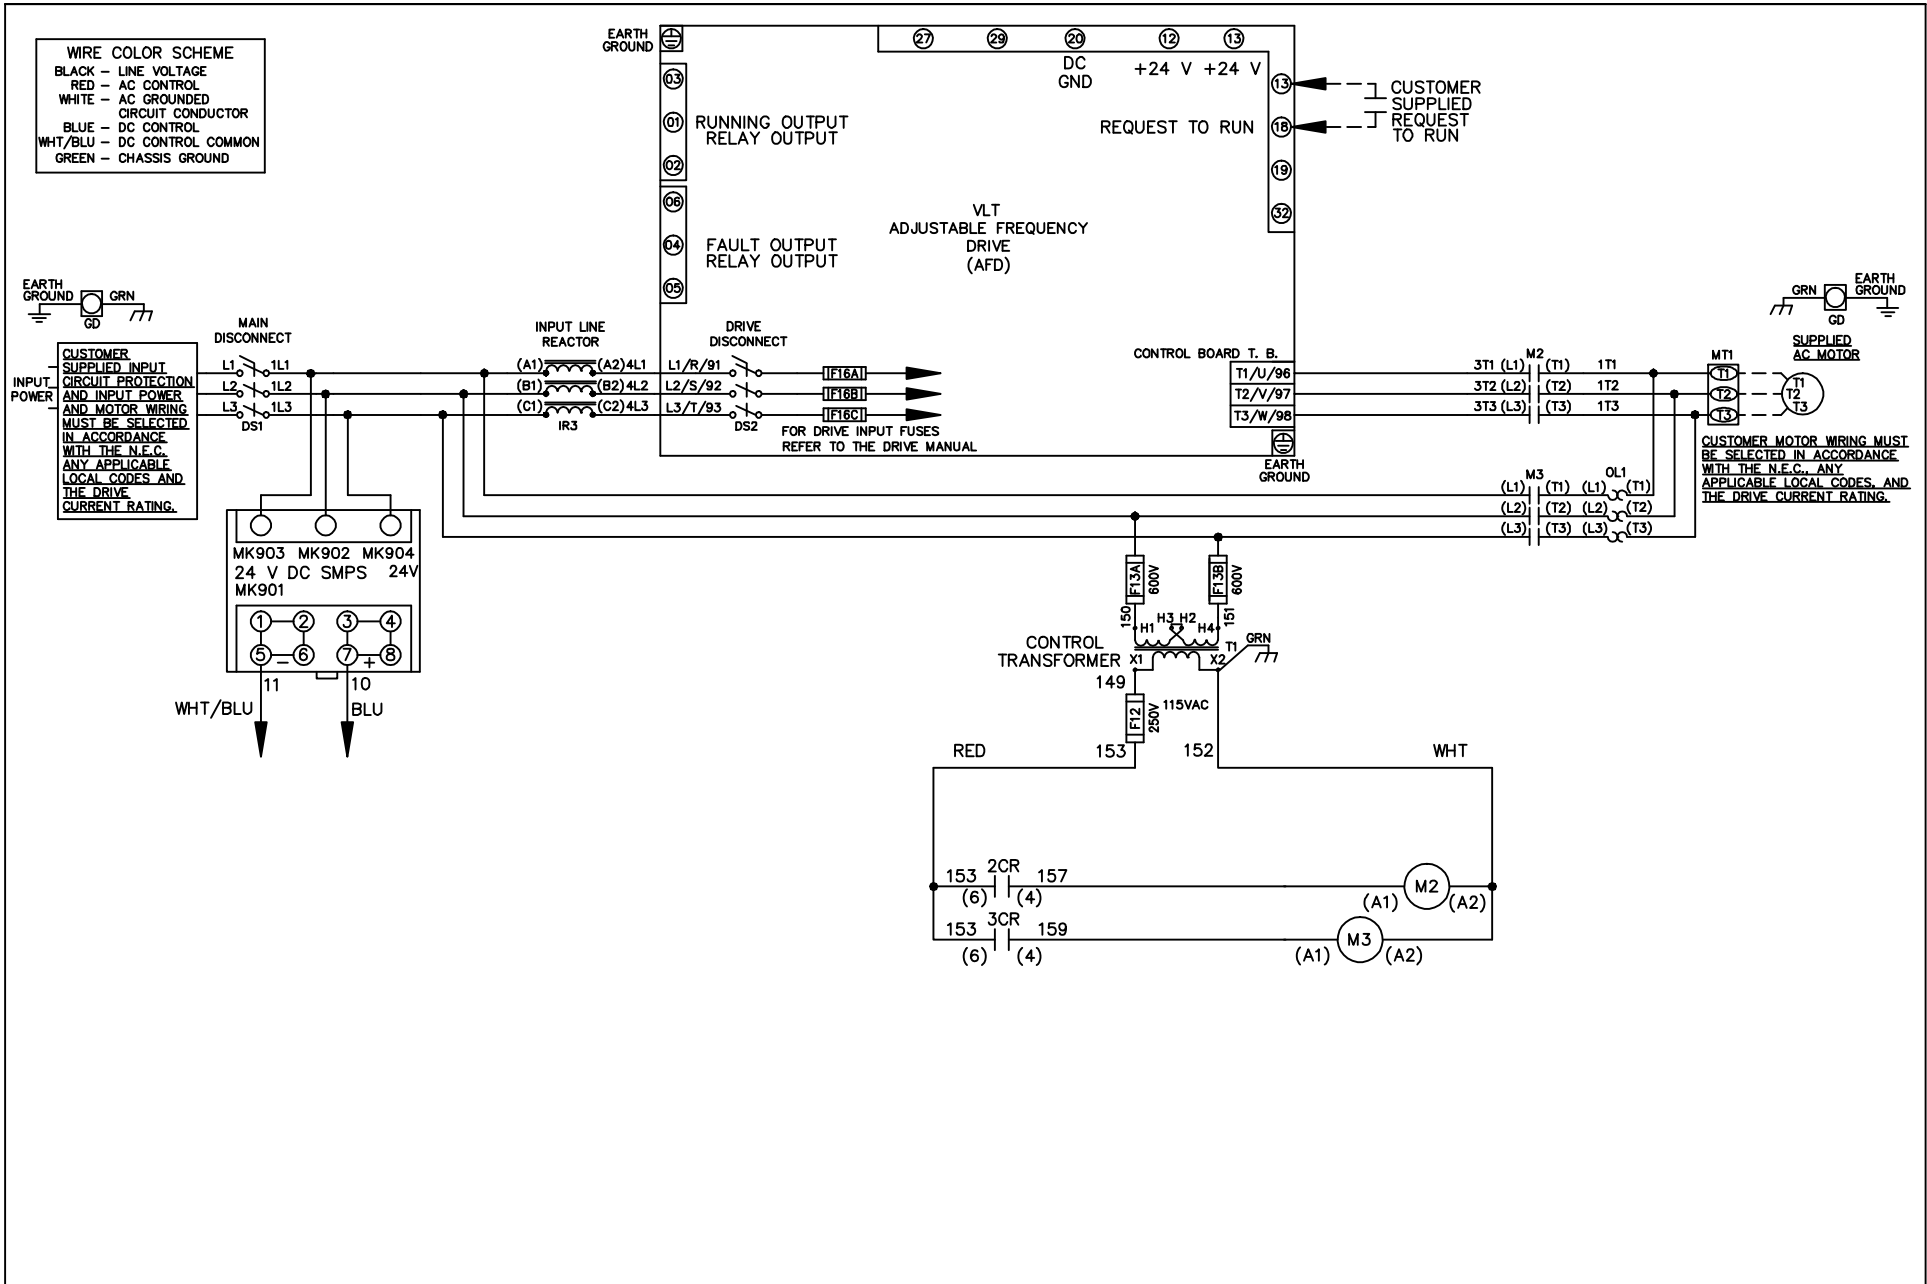 WIRE COLOR SCHEME
BLACK – LINE VOLTAGE
RED – AC CONTROL
WHITE – AC GROUNDED
CIRCUIT CONDUCTOR
BLUE – DC CONTROL
WHT/BLU – DC CONTROL COMMON
GREEN – CHASSIS GROUND
EARTH
GROUND
03
01
02
RUNNING OUTPUT
RELAY OUTPUT
06
04
05
FAULT OUTPUT
RELAY OUTPUT
27 29 20 12 13
DC
GND
+24 V +24 V
13
REQUEST TO RUN 18
19
32
CUSTOMER
SUPPLIED
REQUEST
TO RUN
VLT
ADJUSTABLE FREQUENCY
DRIVE
(AFD)
EARTH
GROUND
GRN
GD
INPUT
POWER
CUSTOMER
SUPPLIED INPUT
CIRCUIT PROTECTION
AND INPUT POWER
AND MOTOR WIRING
MUST BE SELECTED
IN ACCORDANCE
WITH THE N.E.C.
ANY APPLICABLE
LOCAL CODES AND
THE DRIVE
CURRENT RATING.
MAIN
DISCONNECT
L1 1L1
L2 1L2
L3 1L3
DS1
INPUT LINE
REACTOR
(A1) (A2) 4L1
(B1) (B2) 4L2
(C1) (C2) 4L3
IR3
DRIVE
DISCONNECT
L1/R/91
L2/S/92
L3/T/93
DS2
F16A
F16B
F16C
FOR DRIVE INPUT FUSES
REFER TO THE DRIVE MANUAL
CONTROL BOARD T. B.
T1/U/96
T2/V/97
T3/W/98
EARTH
GROUND
M2
3T1 (L1) (T1) 1T1
3T2 (L2) (T2) 1T2
3T3 (L3) (T3) 1T3
MT1
T1
T2
T3
GRN
EARTH
GROUND
GD
SUPPLIED
AC MOTOR
T1
T2
T3
CUSTOMER MOTOR WIRING MUST
BE SELECTED IN ACCORDANCE
WITH THE N.E.C., ANY
APPLICABLE LOCAL CODES, AND
THE DRIVE CURRENT RATING.
M3 OL1
(L1) (T1) (L1) (T1)
(L2) (T2) (L2) (T2)
(L3) (T3) (L3) (T3)
MK903 MK902 MK904
24 V DC SMPS 24V
MK901
1 2 3 4
5 – 6 7 + 8
11 10
WHT/BLU BLU
F13A
600V
F13B
600V
150
151
H1 H3 H2 H4
CONTROL
TRANSFORMER
X1 X2
T1
GRN
149
F12
250V
115VAC
RED 153 152 WHT
153 2CR 157
(6) (4)
M2
(A1) (A2)
153 3CR 159
(6) (4)
M3
(A1) (A2)